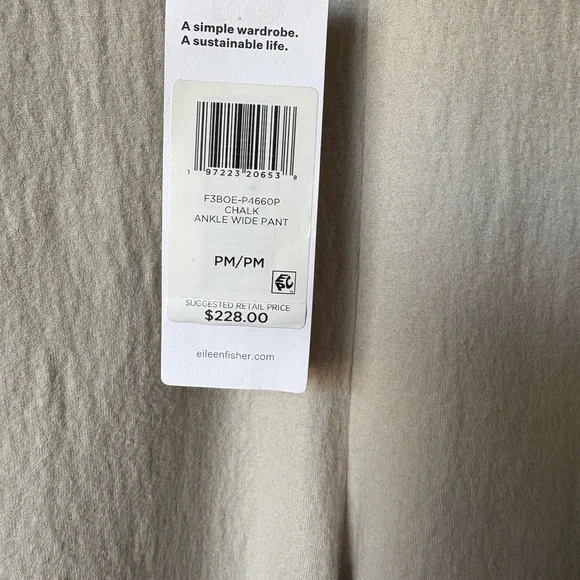 A simple wardrobe.
A sustainable life.
1 97223 20653 8
F3BOE-P4660P
CHALK
ANKLE WIDE PANT
PM/PM
SUGGESTED RETAIL PRICE
$228.00
eileenfisher.com